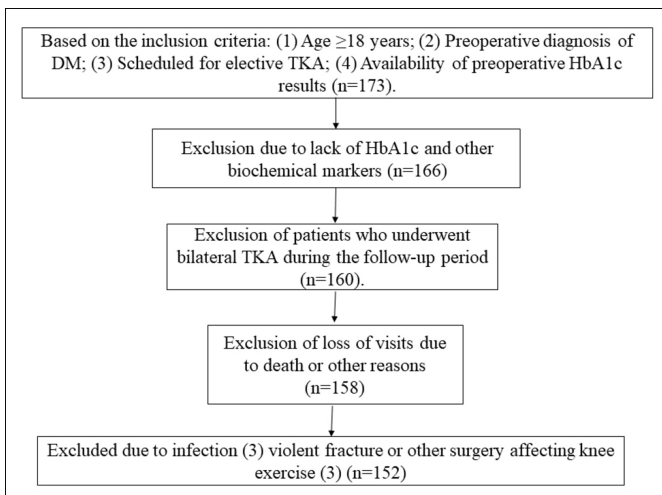 Based on the inclusion criteria: (1) Age ≥18 years; (2) Preoperative diagnosis of
DM; (3) Scheduled for elective TKA; (4) Availability of preoperative HbA1c
results (n=173).
Exclusion due to lack of HbA1c and other
biochemical markers (n=166)
Exclusion of patients who underwent
bilateral TKA during the follow-up period
(n=160).
Exclusion of loss of visits due
to death or other reasons
(n=158)
Excluded due to infection (3) violent fracture or other surgery affecting knee
exercise (3) (n=152)